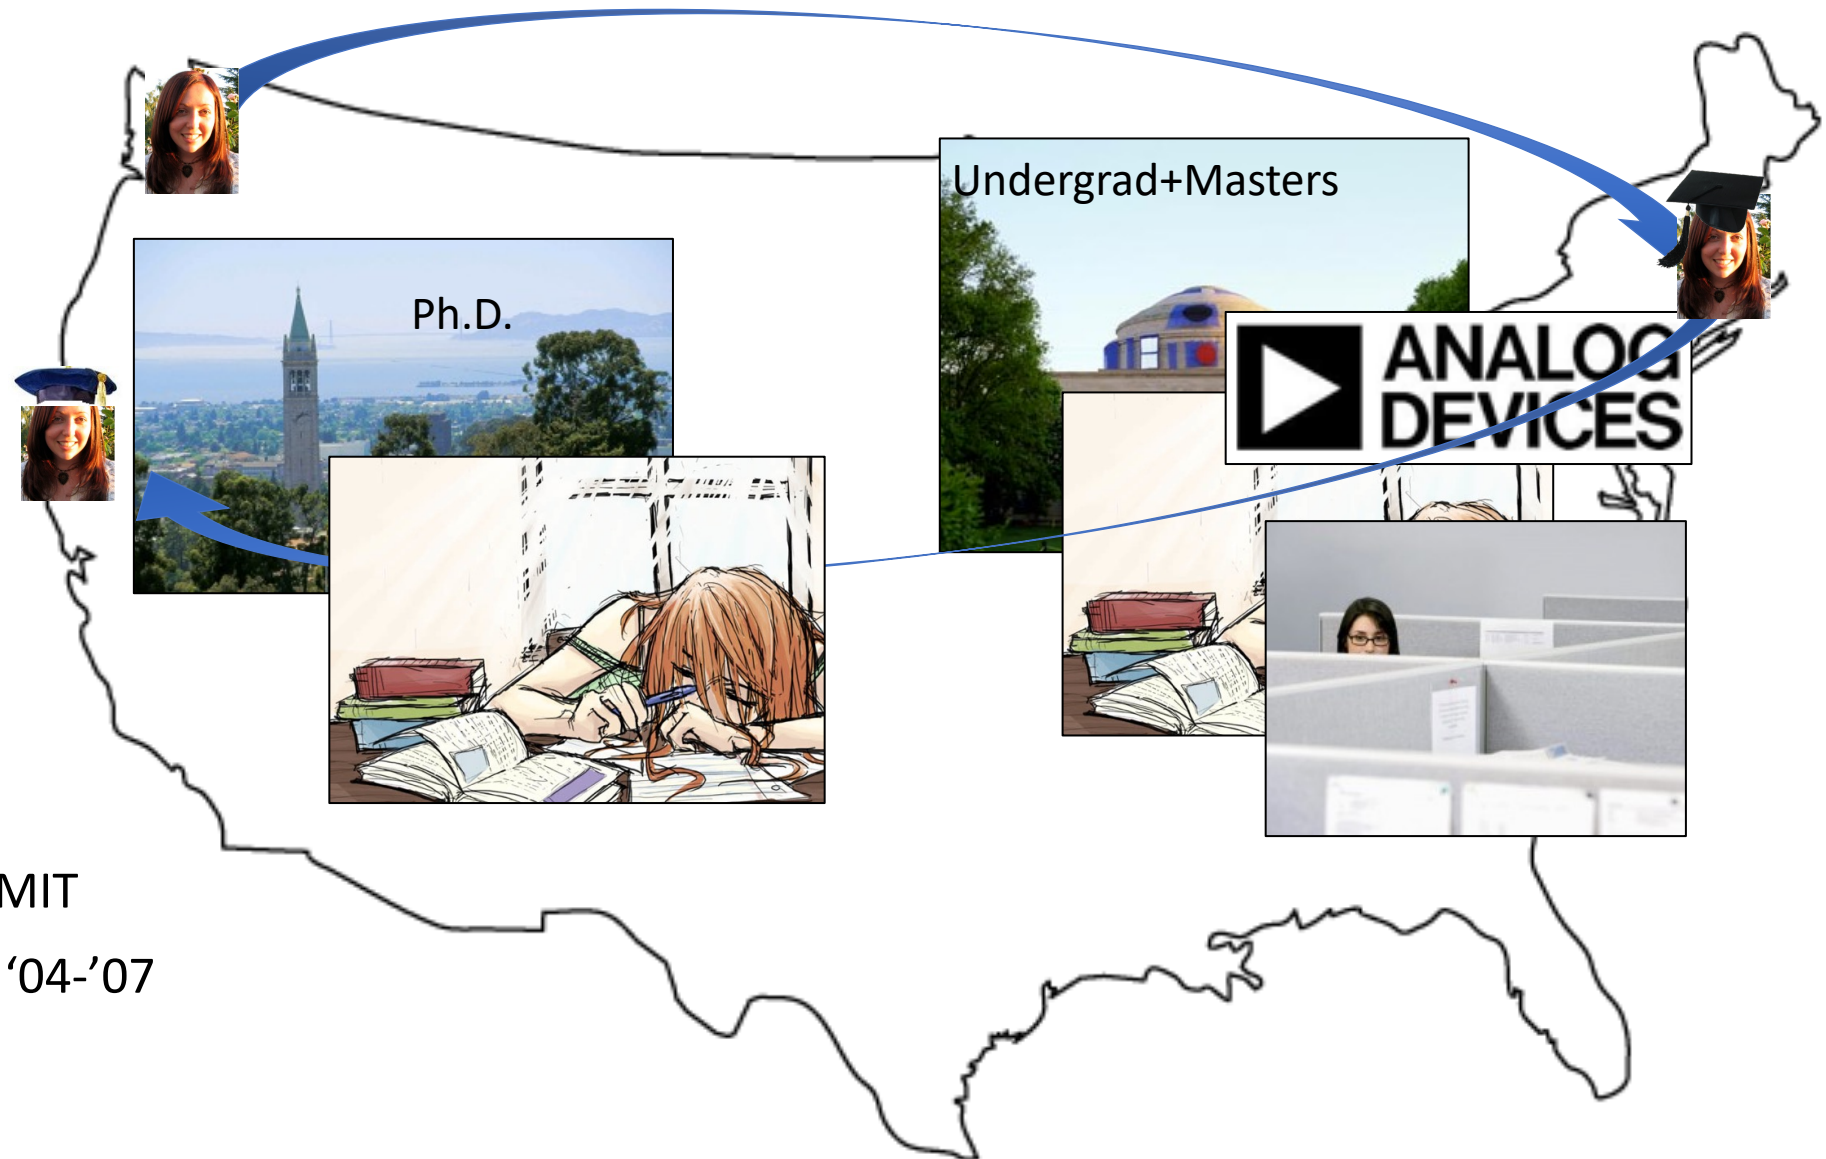 Undergrad+Masters
Ph.D.
ANALOG
DEVICES
MIT
‘04-’07